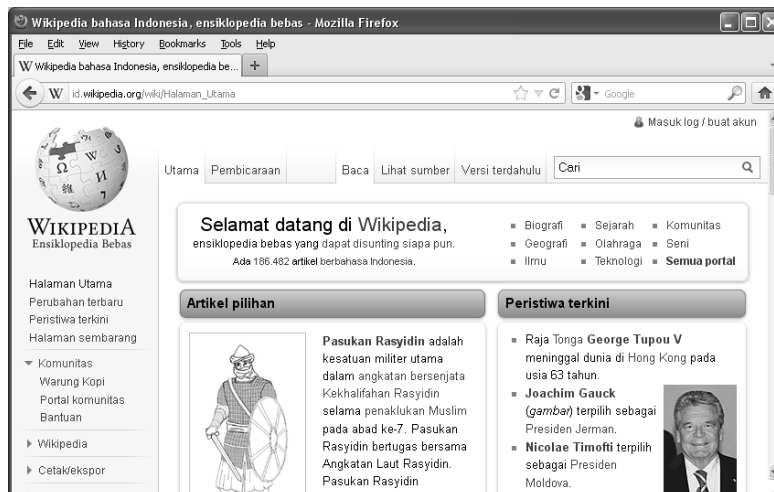 Wikipedia bahasa Indonesia, ensiklopedia bebas - Mozilla Firefox
File Edit View History Bookmarks Tools Help
W Wikipedia bahasa Indonesia, ensiklopedia be... +
W id.wikipedia.org/wiki/Halaman_Utama Google
Masuk log / buat akun
Utama Pembicaraan Baca Lihat sumber Versi terdahulu Cari
WIKIPEDIA
Ensiklopedia Bebas
Halaman Utama
Perubahan terbaru
Peristiwa terkini
Halaman sembarang
Komunitas
Warung Kopi
Portal komunitas
Bantuan
Wikipedia
Cetak/ekspor
Selamat datang di Wikipedia,
ensiklopedia bebas yang dapat disunting siapa pun.
Ada 186.482 artikel berbahasa Indonesia.
Biografi Sejarah Komunitas
Geografi Olahraga Seni
Ilmu Teknologi Semua portal
Artikel pilihan
Pasukan Rasyidin adalah
kesatuan militer utama
dalam angkatan bersenjata
Kekhalifahan Rasyidin
selama penaklukan Muslim
pada abad ke-7. Pasukan
Rasyidin bertugas bersama
Angkatan Laut Rasyidin.
Pasukan Rasyidin
Peristiwa terkini
Raja Tonga George Tupou V
meninggal dunia di Hong Kong pada
usia 63 tahun.
Joachim Gauck
(gambar) terpilih sebagai
Presiden Jerman.
Nicolae Timofti terpilih
sebagai Presiden
Moldova.